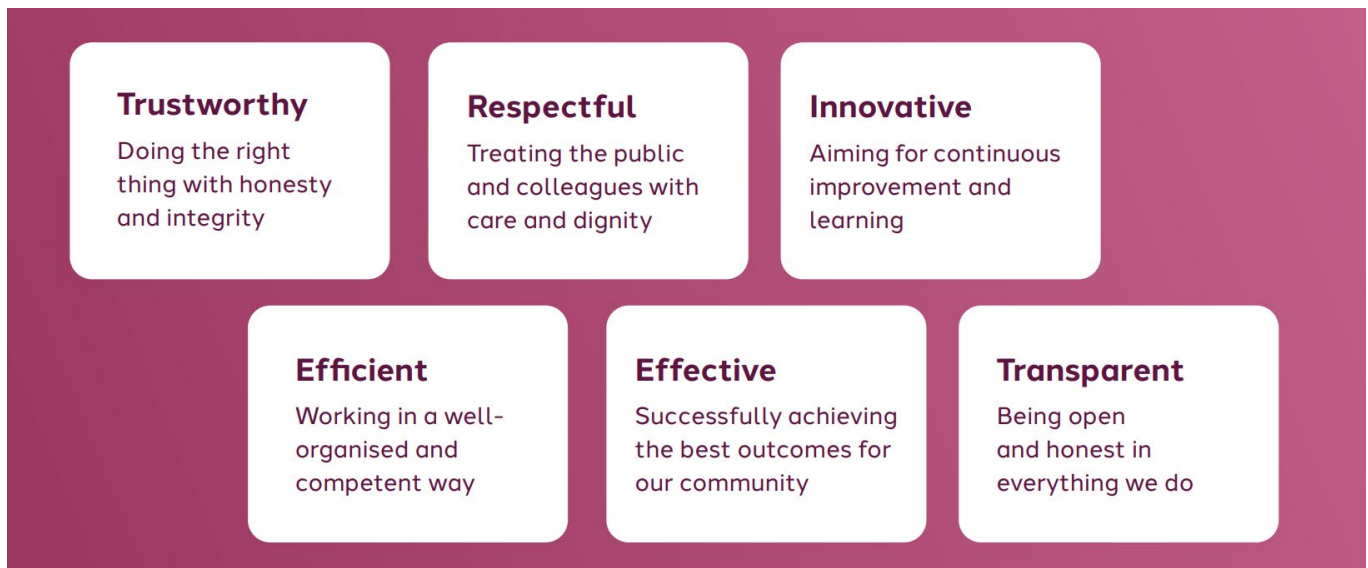 Trustworthy
Doing the right
thing with honesty
and integrity
Respectful
Treating the public
and colleagues with
care and dignity
Innovative
Aiming for continuous
improvement and
learning
Efficient
Working in a well-
organised and
competent way
Effective
Successfully achieving
the best outcomes for
our community
Transparent
Being open
and honest in
everything we do